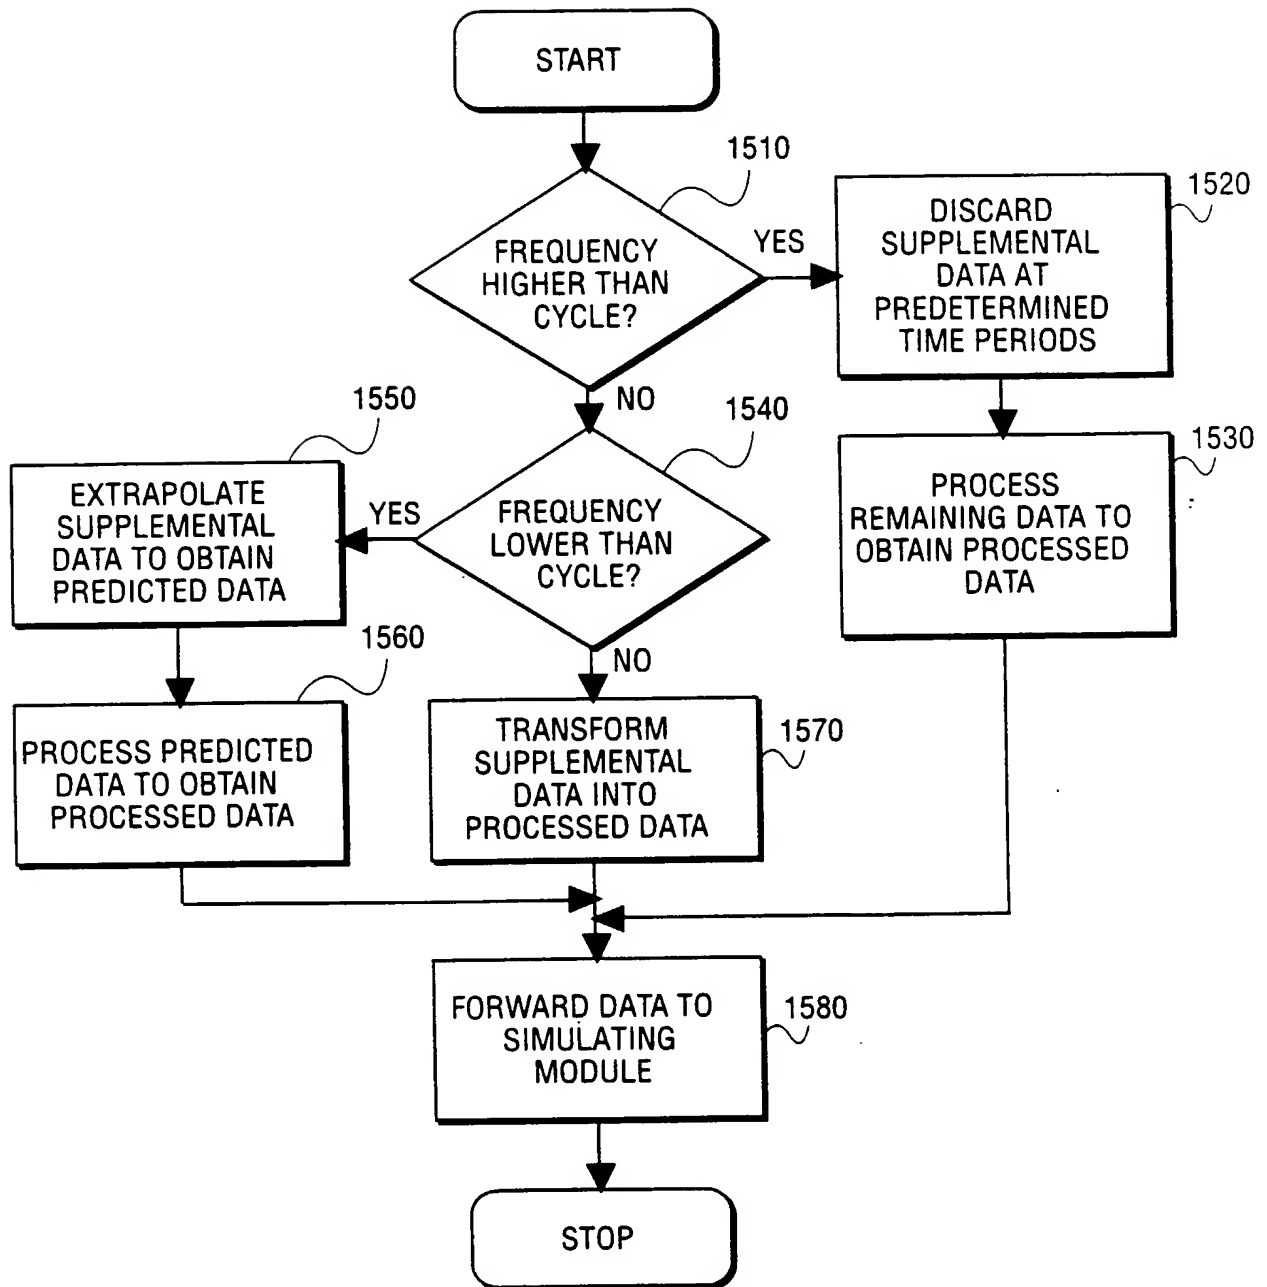 START
1510
FREQUENCY
HIGHER THAN
CYCLE?
YES
1520
DISCARD
SUPPLEMENTAL
DATA AT
PREDETERMINED
TIME PERIODS
NO
1530
PROCESS
REMAINING DATA TO
OBTAIN PROCESSED
DATA
1540
FREQUENCY
LOWER THAN
CYCLE?
YES
1550
EXTRAPOLATE
SUPPLEMENTAL
DATA TO OBTAIN
PREDICTED DATA
1560
PROCESS PREDICTED
DATA TO OBTAIN
PROCESSED DATA
NO
TRANSFORM
SUPPLEMENTAL
DATA INTO
PROCESSED DATA
1570
FORWARD DATA TO
SIMULATING
MODULE
1580
STOP